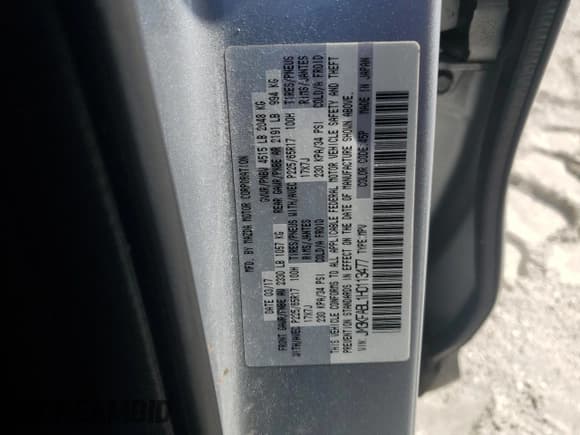 MFD BY MAZDA MOTOR CORPORATION
DATE 03/17 GVWR/PNBV 4515 LB 2048 KG
FRONT GAWR/PNBE AV 2330 LB 1057 KG REAR GAWR/PNBE AR 2191 LB 994 KG
WITH/AVEC TIRES/PNEUS WITH/AVEC TIRES/PNEUS
P225/65R17 100H P225/65R17 100H
RIMS/JANTES RIMS/JANTES
17X7J 17X7J
COLD/A FROID COLD/A FROID
230 KPA/34 PSI 230 KPA/34 PSI
THIS VEHICLE CONFORMS TO ALL APPLICABLE FEDERAL MOTOR VEHICLE SAFETY AND THEFT
PREVENTION STANDARDS IN EFFECT ON THE DATE OF MANUFACTURE SHOWN ABOVE.
COLOR CODE 45P MADE IN JAPAN
VIN: TYPE:MPV